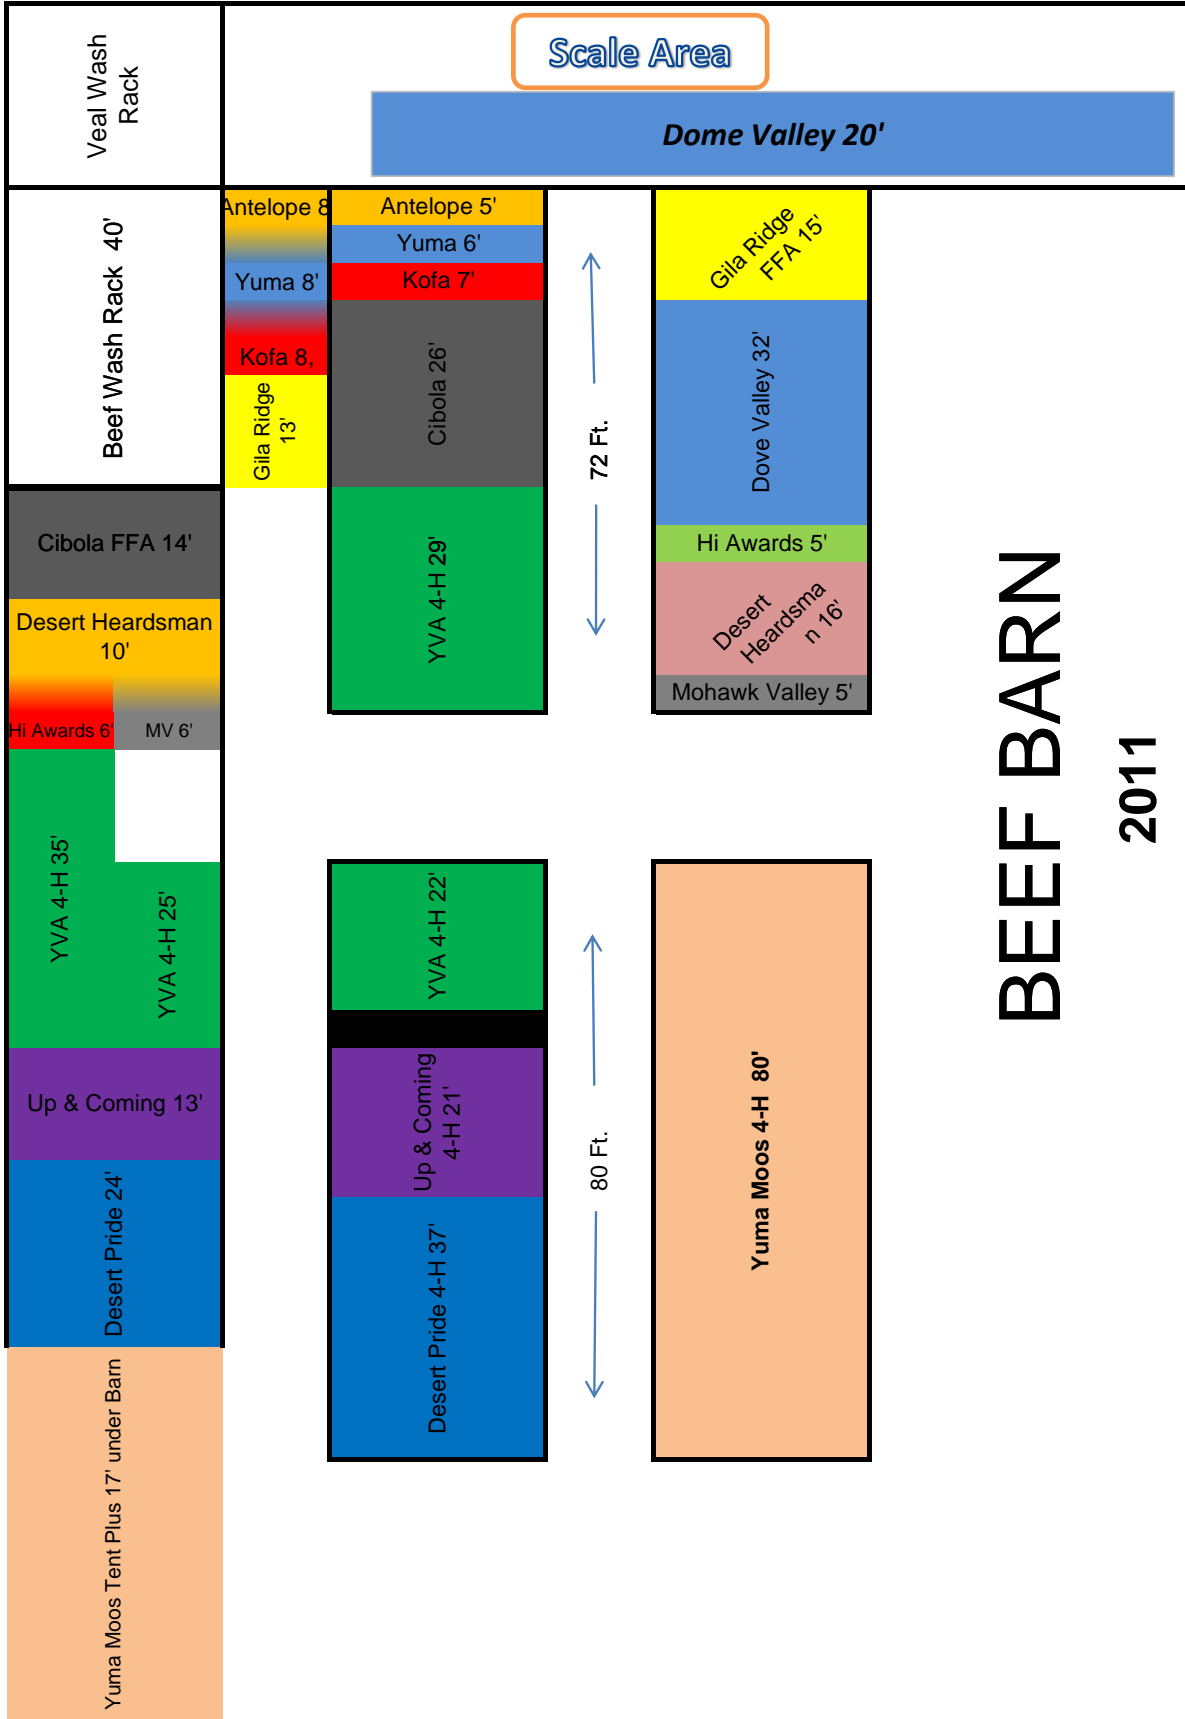 Veal Wash
Rack
Scale Area
Dome Valley 20'
Beef Wash Rack  40'
Antelope 8
Yuma 8'
Kofa 8,
Gila Ridge
13'
Antelope 5'
Yuma 6'
Kofa 7'
Cibola 26'
YVA 4-H 29'
72 Ft.
Gila Ridge
FFA 15'
Dove Valley 32'
Hi Awards 5'
Desert
Heardsma
n 16'
Mohawk Valley 5'
Cibola FFA 14'
Desert Heardsman
10'
Hi Awards 6'
MV 6'
YVA 4-H 35'
YVA 4-H 25'
Up & Coming 13'
Desert Pride 24'
Yuma Moos Tent Plus 17' under Barn
YVA 4-H 22'
Up & Coming
4-H 21'
Desert Pride 4-H 37'
80 Ft.
Yuma Moos 4-H  80'
BEEF BARN
2011